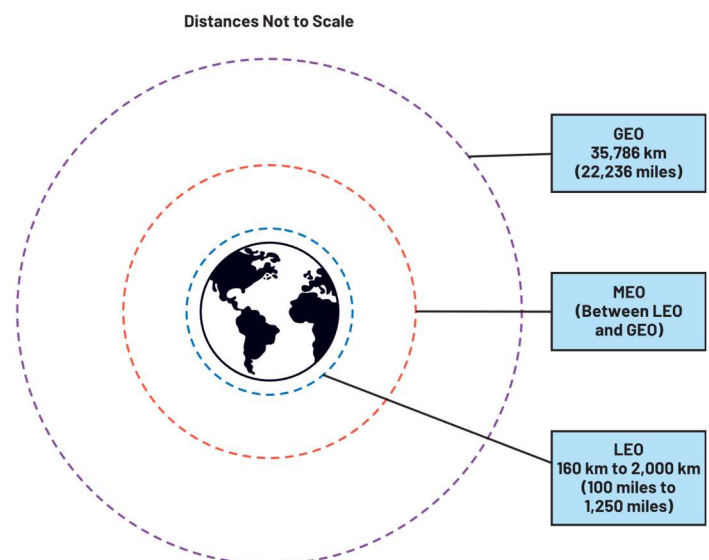 Distances Not to Scale
GEO
35,786 km
(22,236 miles)
MEO
(Between LEO
and GEO)
LEO
160 km to 2,000 km
(100 miles to
1,250 miles)